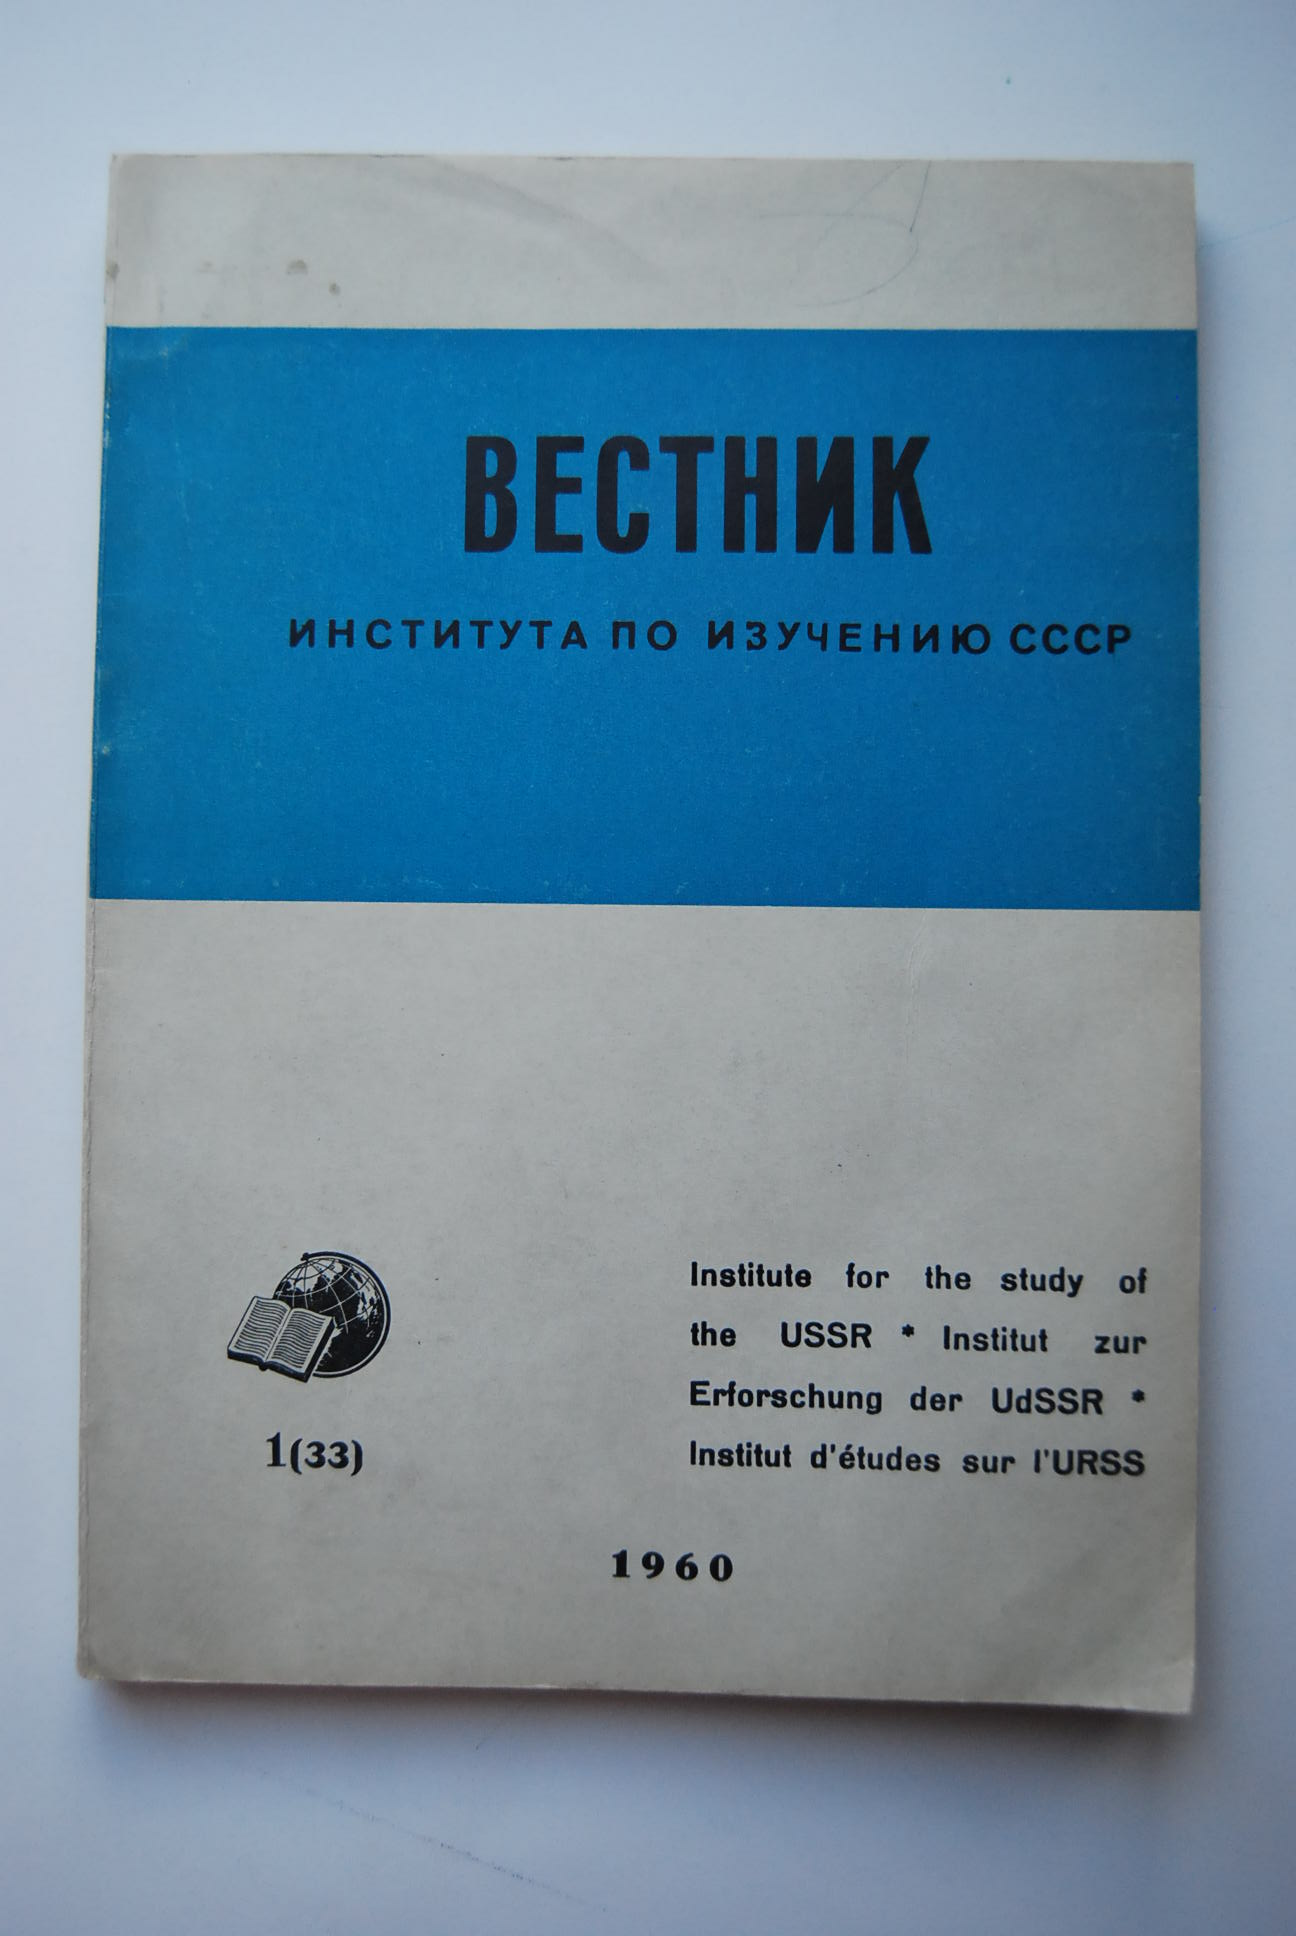 ВЕСТНИК
ИНСТИТУТА ПО ИЗУЧЕНИЮ СССР
Institute for the study of
the USSR * Institut zur
Erforschung der UdSSR *
Institut d'études sur l'URSS
1(33)
1960